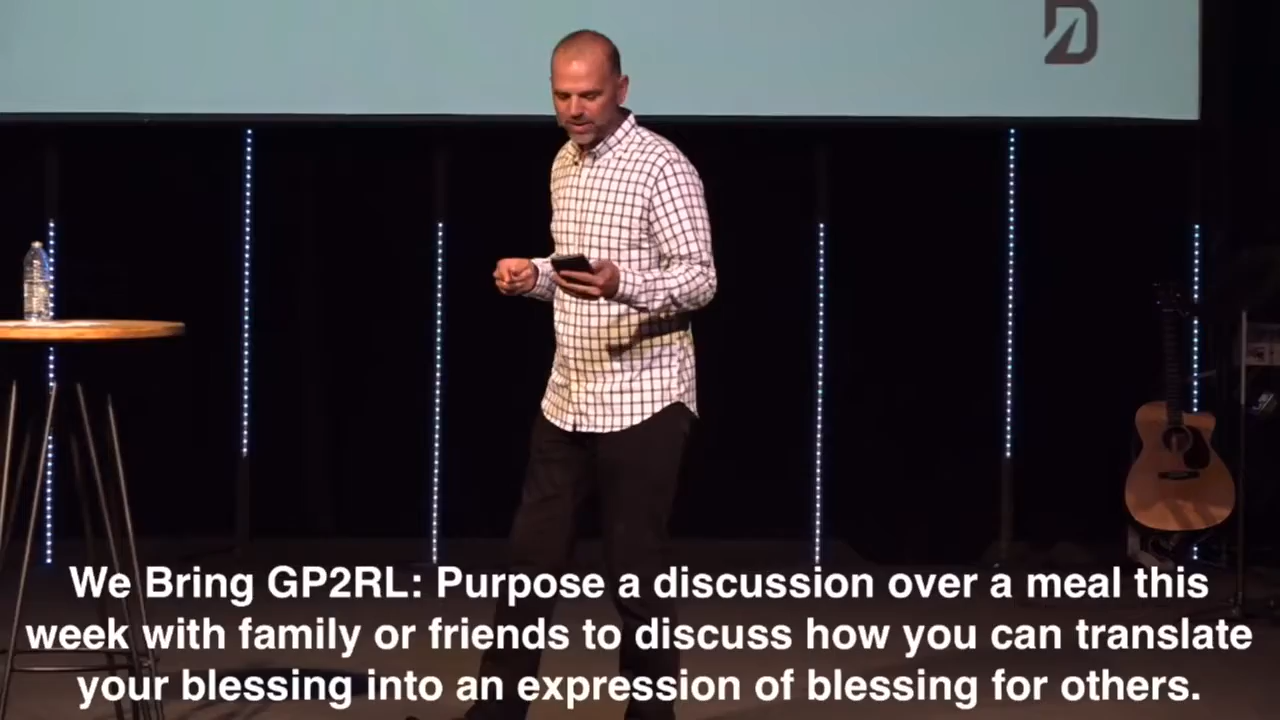 We Bring GP2RL: Purpose a discussion over a meal this
week with family or friends to discuss how you can translate
your blessing into an expression of blessing for others.